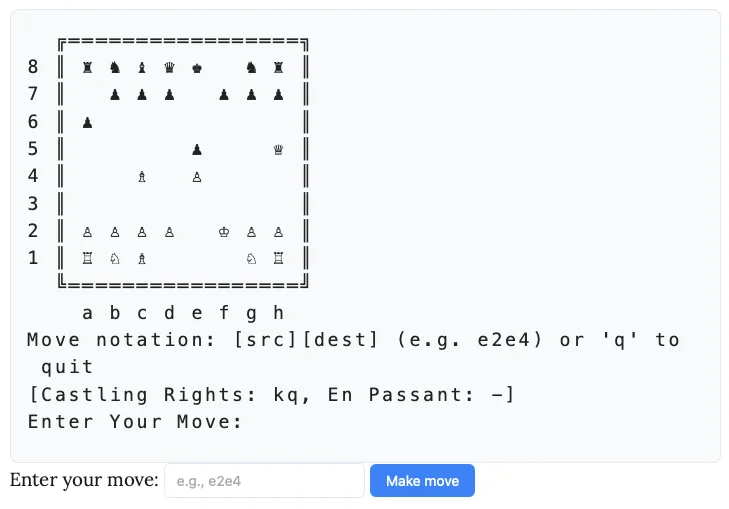 ╔══════════════════╗
8 ║ ♜ ♞ ♝ ♛ ♚   ♞ ♜ ║
7 ║   ♟ ♟ ♟   ♟ ♟ ♟ ║
6 ║ ♟               ║
5 ║         ♟     ♕ ║
4 ║     ♗   ♙       ║
3 ║                 ║
2 ║ ♙ ♙ ♙ ♙   ♔ ♙ ♙ ║
1 ║ ♖ ♘ ♗       ♘ ♖ ║
╚══════════════════╝
a b c d e f g h
Move notation: [src][dest] (e.g. e2e4) or 'q' to
quit
[Castling Rights: kq, En Passant: -]
Enter Your Move:
Enter your move: e.g., e2e4 Make move